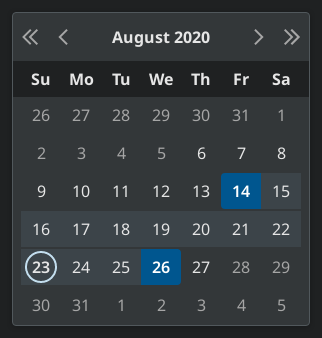 August 2020
Su Mo Tu We Th Fr Sa
26 27 28 29 30 31 1
2 3 4 5 6 7 8
9 10 11 12 13 14 15
16 17 18 19 20 21 22
23 24 25 26 27 28 29
30 31 1 2 3 4 5